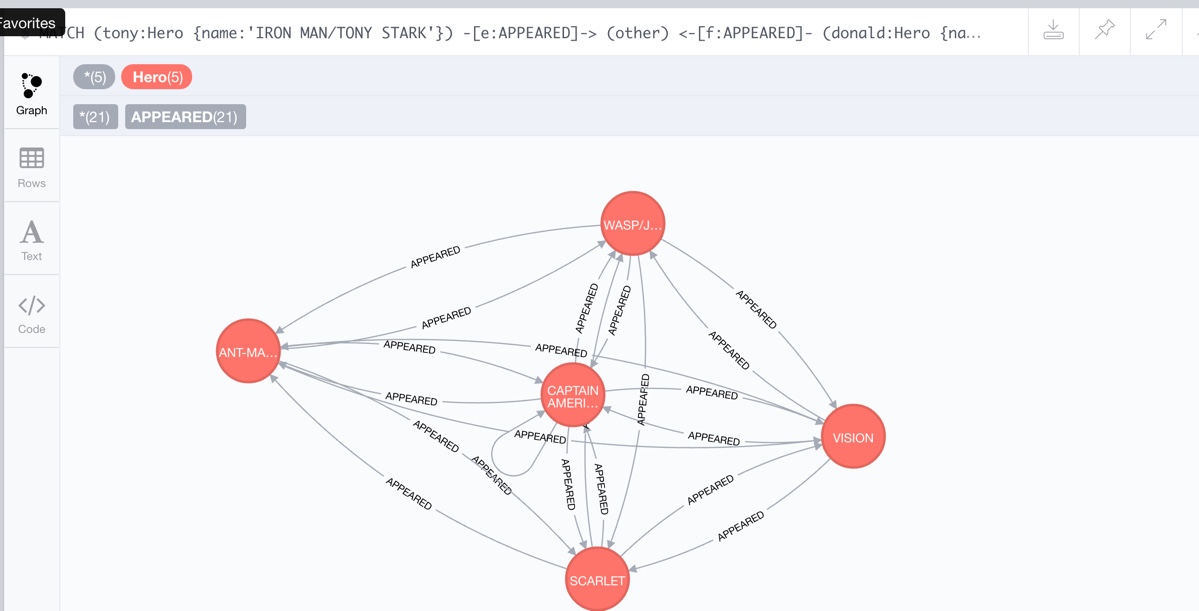 Favorites
MATCH (tony:Hero {name:'IRON MAN/TONY STARK'}) -[e:APPEARED]-> (other) <-[f:APPEARED]- (donald:Hero {na...
*(5) Hero(5)
Graph
*(21) APPEARED(21)
Rows
Text
Code
WASP/J...
APPEARED
APPEARED
APPEARED
APPEARED
APPEARED
APPEARED
ANT-MA...
APPEARED
APPEARED
CAPTAIN
AMERI...
APPEARED
APPEARED
APPEARED
APPEARED
APPEARED
APPEARED
VISION
APPEARED
APPEARED
APPEARED
APPEARED
APPEARED
APPEARED
SCARLET